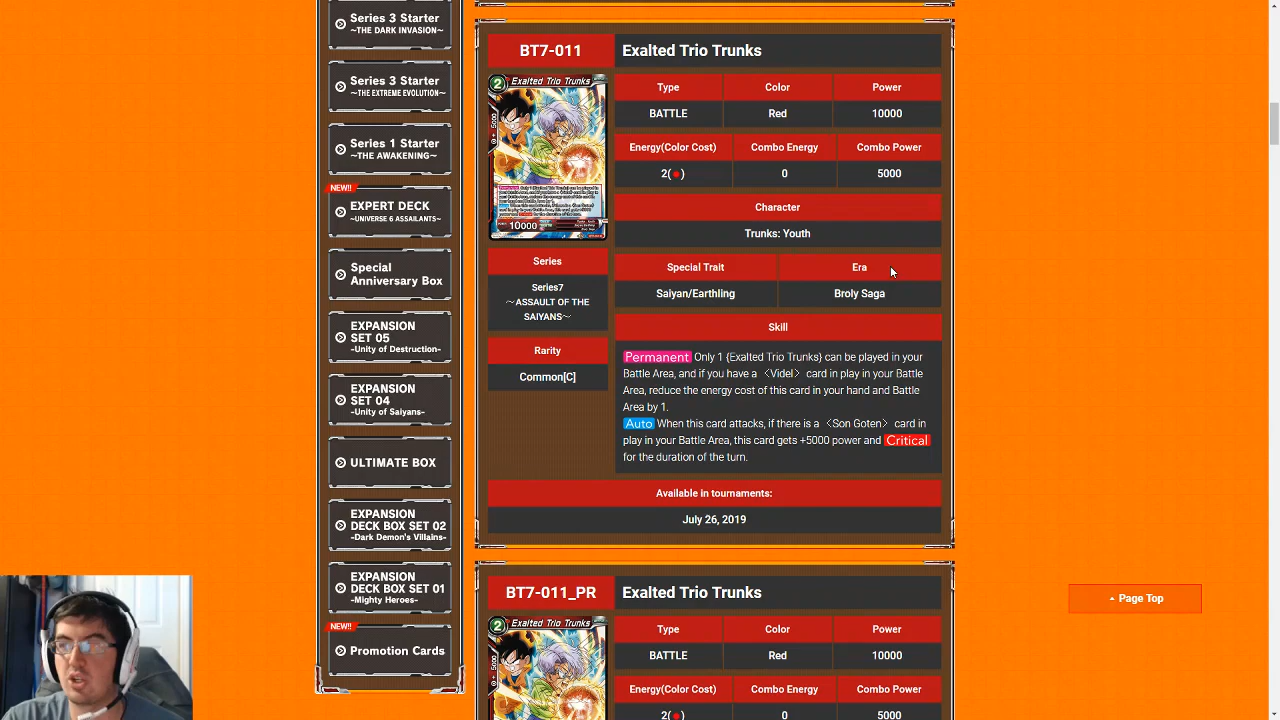 Series 3 Starter
～THE DARK INVASION～
Series 3 Starter
～THE EXTREME EVOLUTION～
Series 1 Starter
～THE AWAKENING～
NEW!!
EXPERT DECK
～UNIVERSE 6 ASSAILANTS～
Special
Anniversary Box
EXPANSION
SET 05
-Unity of Destruction-
EXPANSION
SET 04
-Unity of Saiyans-
ULTIMATE BOX
EXPANSION
DECK BOX SET 02
-Dark Demon's Villains-
EXPANSION
DECK BOX SET 01
-Mighty Heroes-
NEW!!
Promotion Cards
BT7-011
Exalted Trio Trunks
2
Exalted Trio Trunks
10000
Type
Color
Power
BATTLE
Red
10000
Energy(Color Cost)
Combo Energy
Combo Power
2( )
0
5000
Character
Trunks: Youth
Series
Series7
～ASSAULT OF THE
SAIYANS～
Rarity
Common[C]
Special Trait
Era
Saiyan/Earthling
Broly Saga
Skill
Permanent Only 1 {Exalted Trio Trunks} can be played in your
Battle Area, and if you have a 〈Videl〉 card in play in your Battle
Area, reduce the energy cost of this card in your hand and Battle
Area by 1.
Auto When this card attacks, if there is a 〈Son Goten〉 card in
play in your Battle Area, this card gets +5000 power and Critical
for the duration of the turn.
Available in tournaments:
July 26, 2019
BT7-011_PR
Exalted Trio Trunks
2
Exalted Trio Trunks
Type
Color
Power
BATTLE
Red
10000
Energy(Color Cost)
Combo Energy
Combo Power
2( )
0
5000
Page Top